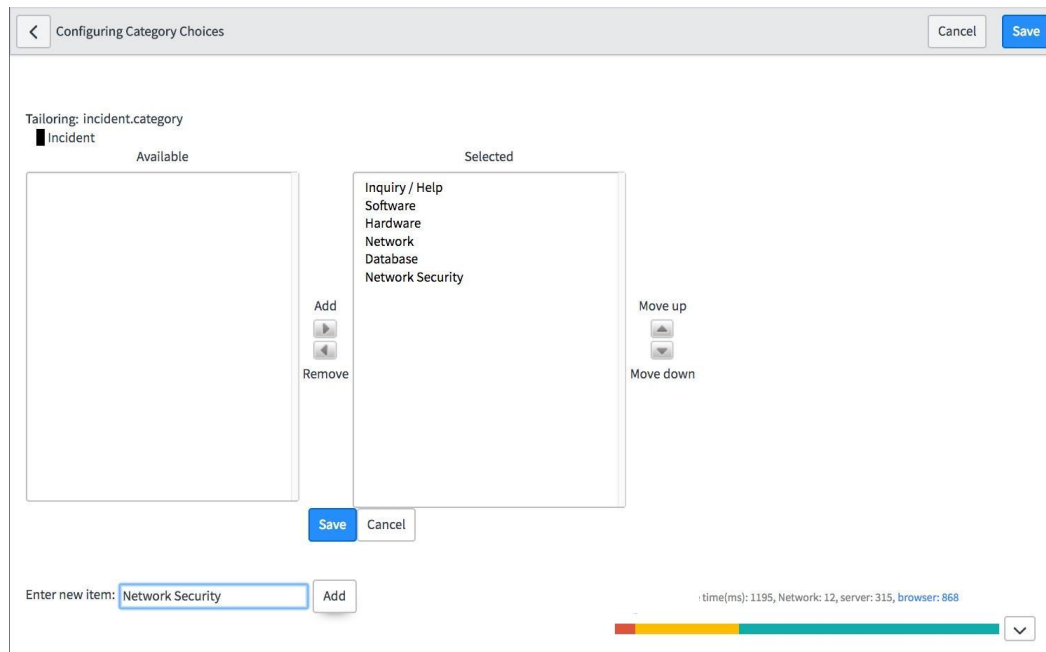 Configuring Category Choices
Cancel
Save
Tailoring: incident.category
Incident
Available
Selected
Inquiry / Help
Software
Hardware
Network
Database
Network Security
Add
Remove
Move up
Move down
Save
Cancel
Enter new item: Network Security
Add
time(ms): 1195, Network: 12, server: 315, browser: 868